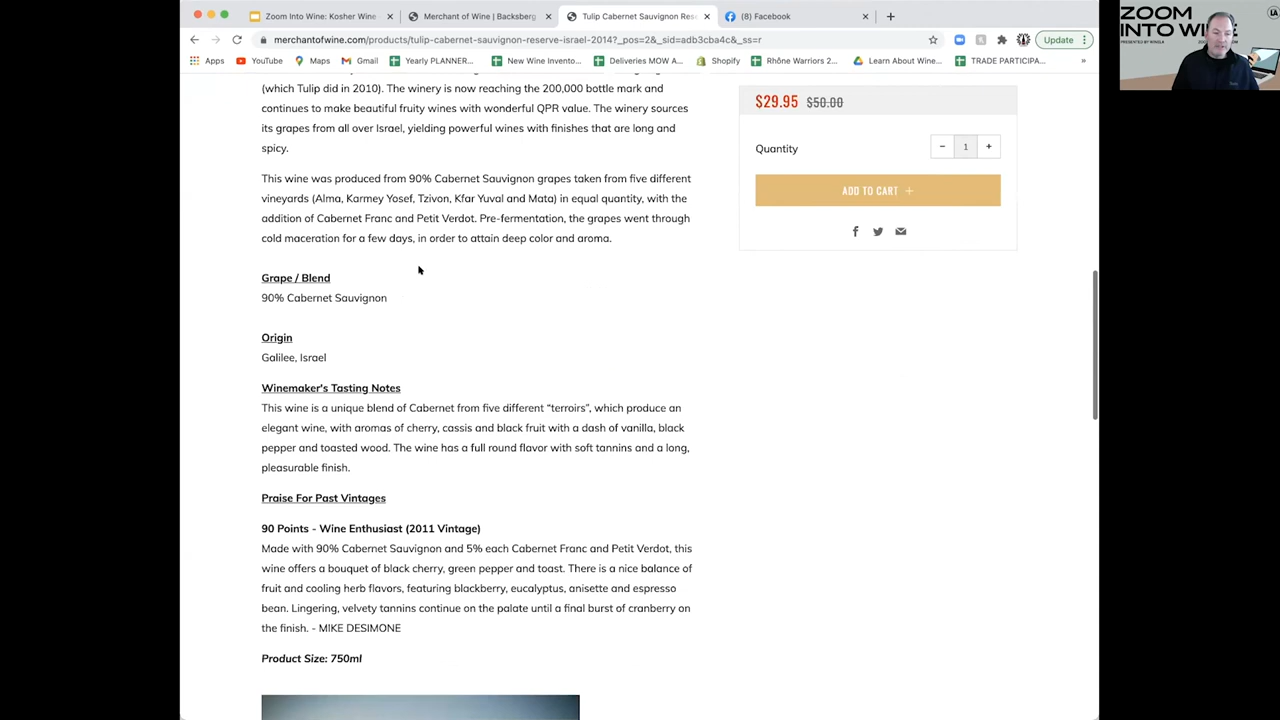 Zoom Into Wine: Kosher Wine
Merchant of Wine | Backsberg
Tulip Cabernet Sauvignon Res
(8) Facebook
merchantofwine.com/products/tulip-cabernet-sauvignon-reserve-israel-2014?_pos=2&_sid=adb3cba4c&_ss=r
Update
Apps
YouTube
Maps
Gmail
Yearly PLANNER...
New Wine Invento...
Deliveries MOW A...
Shopify
Rhône Warriors 2...
Learn About Wine...
TRADE PARTICIPA...
»
(which Tulip did in 2010). The winery is now reaching the 200,000 bottle mark and
continues to make beautiful fruity wines with wonderful QPR value. The winery sources
its grapes from all over Israel, yielding powerful wines with finishes that are long and
spicy.
This wine was produced from 90% Cabernet Sauvignon grapes taken from five different
vineyards (Alma, Karmey Yosef, Tzivon, Kfar Yuval and Mata) in equal quantity, with the
addition of Cabernet Franc and Petit Verdot. Pre-fermentation, the grapes went through
cold maceration for a few days, in order to attain deep color and aroma.
Grape / Blend
90% Cabernet Sauvignon
Origin
Galilee, Israel
Winemaker's Tasting Notes
This wine is a unique blend of Cabernet from five different “terroirs”, which produce an
elegant wine, with aromas of cherry, cassis and black fruit with a dash of vanilla, black
pepper and toasted wood. The wine has a full round flavor with soft tannins and a long,
pleasurable finish.
Praise For Past Vintages
90 Points - Wine Enthusiast (2011 Vintage)
Made with 90% Cabernet Sauvignon and 5% each Cabernet Franc and Petit Verdot, this
wine offers a bouquet of black cherry, green pepper and toast. There is a nice balance of
fruit and cooling herb flavors, featuring blackberry, eucalyptus, anisette and espresso
bean. Lingering, velvety tannins continue on the palate until a final burst of cranberry on
the finish. - MIKE DESIMONE
Product Size: 750ml
$29.95 $50.00
Quantity
− 1 +
ADD TO CART +
ZOOM
INTO WINE